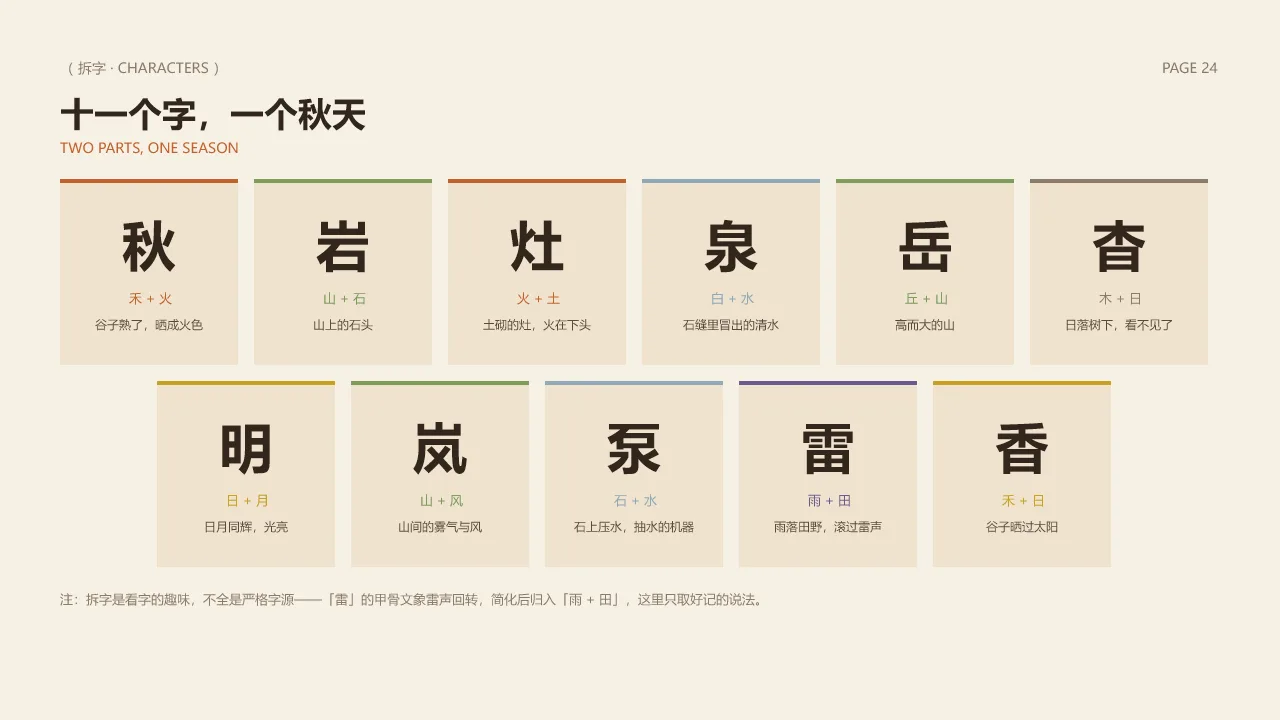 （ 拆字 · CHARACTERS ）
PAGE 24
十一个字，一个秋天
TWO PARTS, ONE SEASON
秋
禾 + 火
谷子熟了，晒成火色
岩
山 + 石
山上的石头
灶
火 + 土
土砌的灶，火在下头
泉
白 + 水
石缝里冒出的清水
岳
丘 + 山
高而大的山
杳
木 + 日
日落树下，看不见了
明
日 + 月
日月同辉，光亮
岚
山 + 风
山间的雾气与风
泵
石 + 水
石上压水，抽水的机器
雷
雨 + 田
雨落田野，滚过雷声
香
禾 + 日
谷子晒过太阳
注：拆字是看字的趣味，不全是严格字源——「雷」的甲骨文象雷声回转，简化后归入「雨 + 田」，这里只取好记的说法。